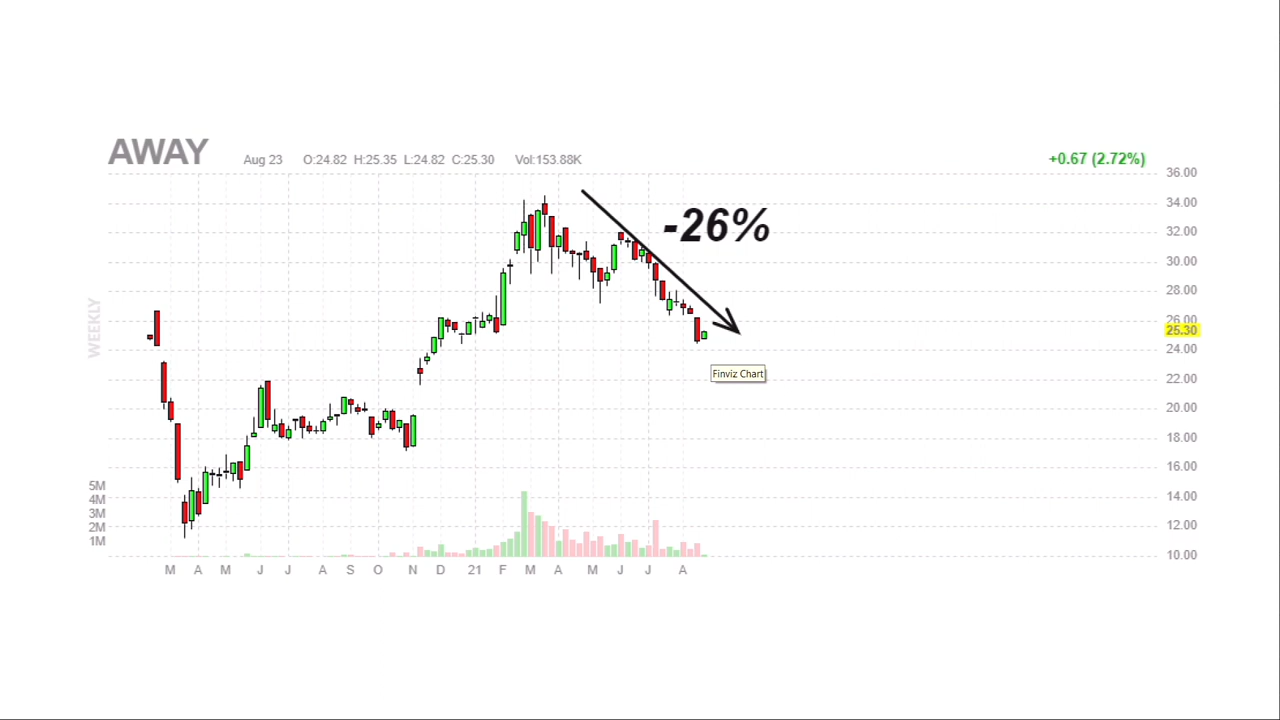 AWAY Aug 23 O:24.82 H:25.35 L:24.82 C:25.30 Vol:153.88K +0.67 (2.72%)
36.00
34.00
-26%
32.00
30.00
28.00
26.00
25.30
WEEKLY
24.00
Finviz Chart
22.00
20.00
18.00
16.00
5M
14.00
4M
3M
2M
12.00
1M
10.00
M A M J J A S O N D 21 F M A M J J A